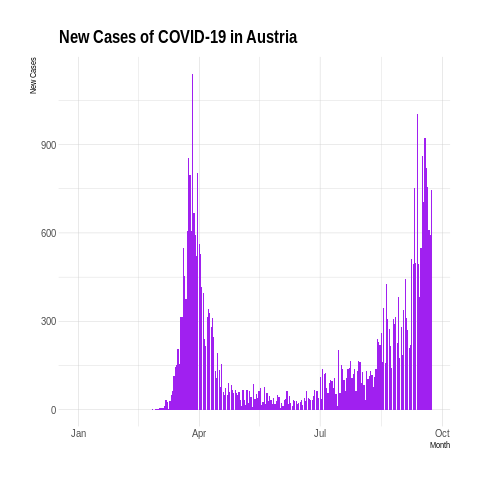 New Cases of COVID-19 in Austria
New Cases
900
600
300
0
Jan Apr Jul Oct
Month